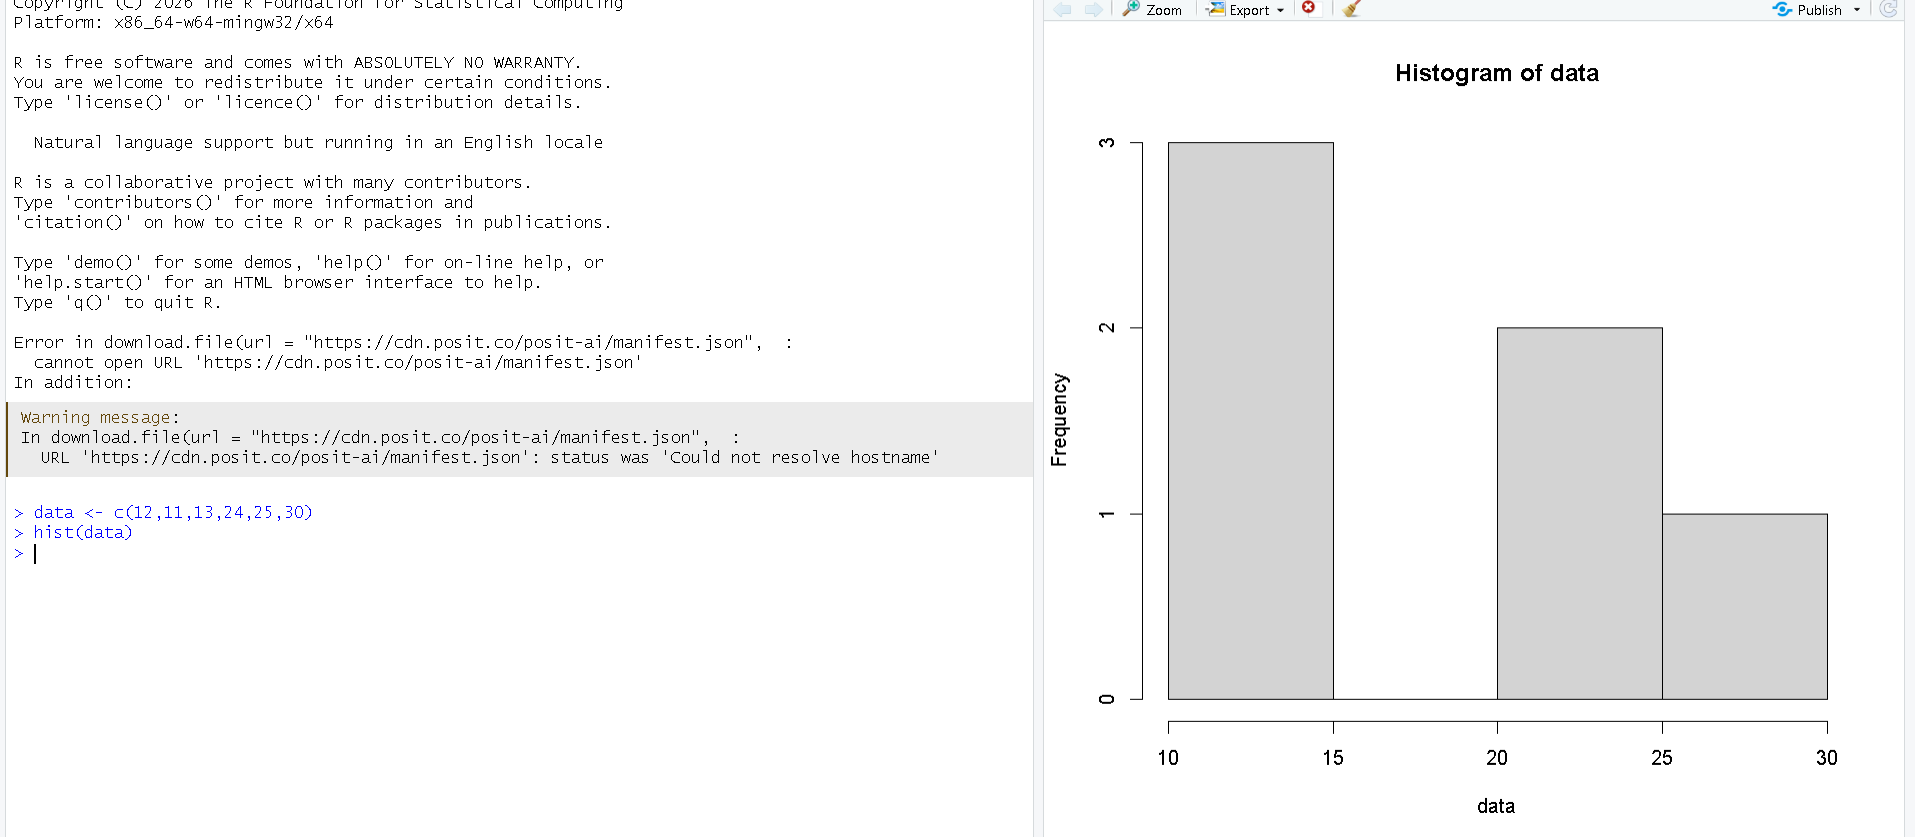 Copyright (C) 2026 The R Foundation for Statistical Computing
Platform: x86_64-w64-mingw32/x64
R is free software and comes with ABSOLUTELY NO WARRANTY.
You are welcome to redistribute it under certain conditions.
Type 'license()' or 'licence()' for distribution details.
Natural language support but running in an English locale
R is a collaborative project with many contributors.
Type 'contributors()' for more information and
'citation()' on how to cite R or R packages in publications.
Type 'demo()' for some demos, 'help()' for on-line help, or
'help.start()' for an HTML browser interface to help.
Type 'q()' to quit R.
Error in download.file(url = "https://cdn.posit.co/posit-ai/manifest.json",  :
cannot open URL 'https://cdn.posit.co/posit-ai/manifest.json'
In addition:
Warning message:
In download.file(url = "https://cdn.posit.co/posit-ai/manifest.json",  :
URL 'https://cdn.posit.co/posit-ai/manifest.json': status was 'Could not resolve hostname'
> data <- c(12,11,13,24,25,30)
> hist(data)
>
Zoom Export Publish
Histogram of data
Frequency
3
2
1
0
10 15 20 25 30
data